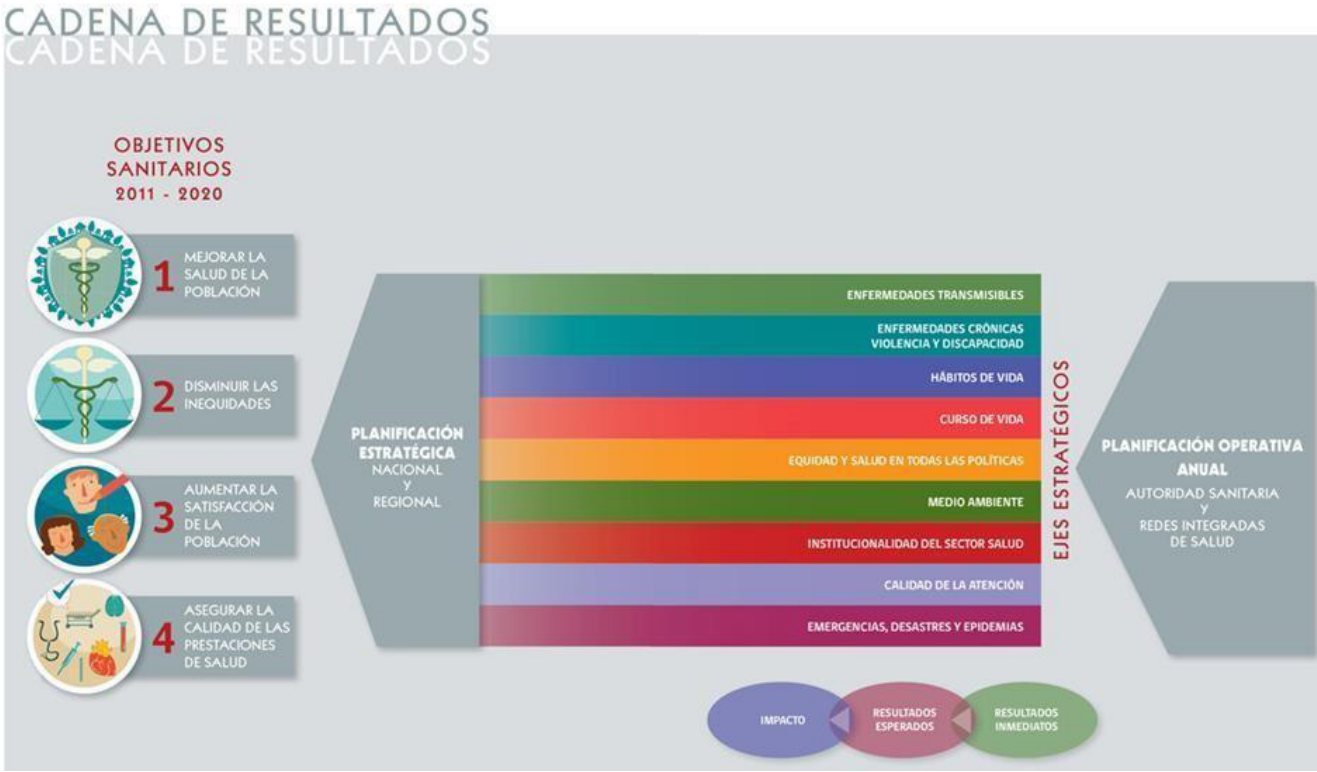 CADENA DE RESULTADOS
CADENA DE RESULTADOS
OBJETIVOS
SANITARIOS
2011 - 2020
1
MEJORAR LA
SALUD DE LA
POBLACIÓN
2
DISMINUIR LAS
INEQUIDADES
3
AUMENTAR LA
SATISFACCIÓN
DE LA
POBLACIÓN
4
ASEGURAR LA
CALIDAD DE LAS
PRESTACIONES
DE SALUD
PLANIFICACIÓN
ESTRATÉGICA
NACIONAL
Y
REGIONAL
ENFERMEDADES TRANSMISIBLES
ENFERMEDADES CRÓNICAS
VIOLENCIA Y DISCAPACIDAD
HÁBITOS DE VIDA
CURSO DE VIDA
EQUIDAD Y SALUD EN TODAS LAS POLÍTICAS
MEDIO AMBIENTE
INSTITUCIONALIDAD DEL SECTOR SALUD
CALIDAD DE LA ATENCIÓN
EMERGENCIAS, DESASTRES Y EPIDEMIAS
EJES ESTRATÉGICOS
PLANIFICACIÓN OPERATIVA
ANUAL
AUTORIDAD SANITARIA
Y
REDES INTEGRADAS
DE SALUD
IMPACTO
RESULTADOS
ESPERADOS
RESULTADOS
INMEDIATOS